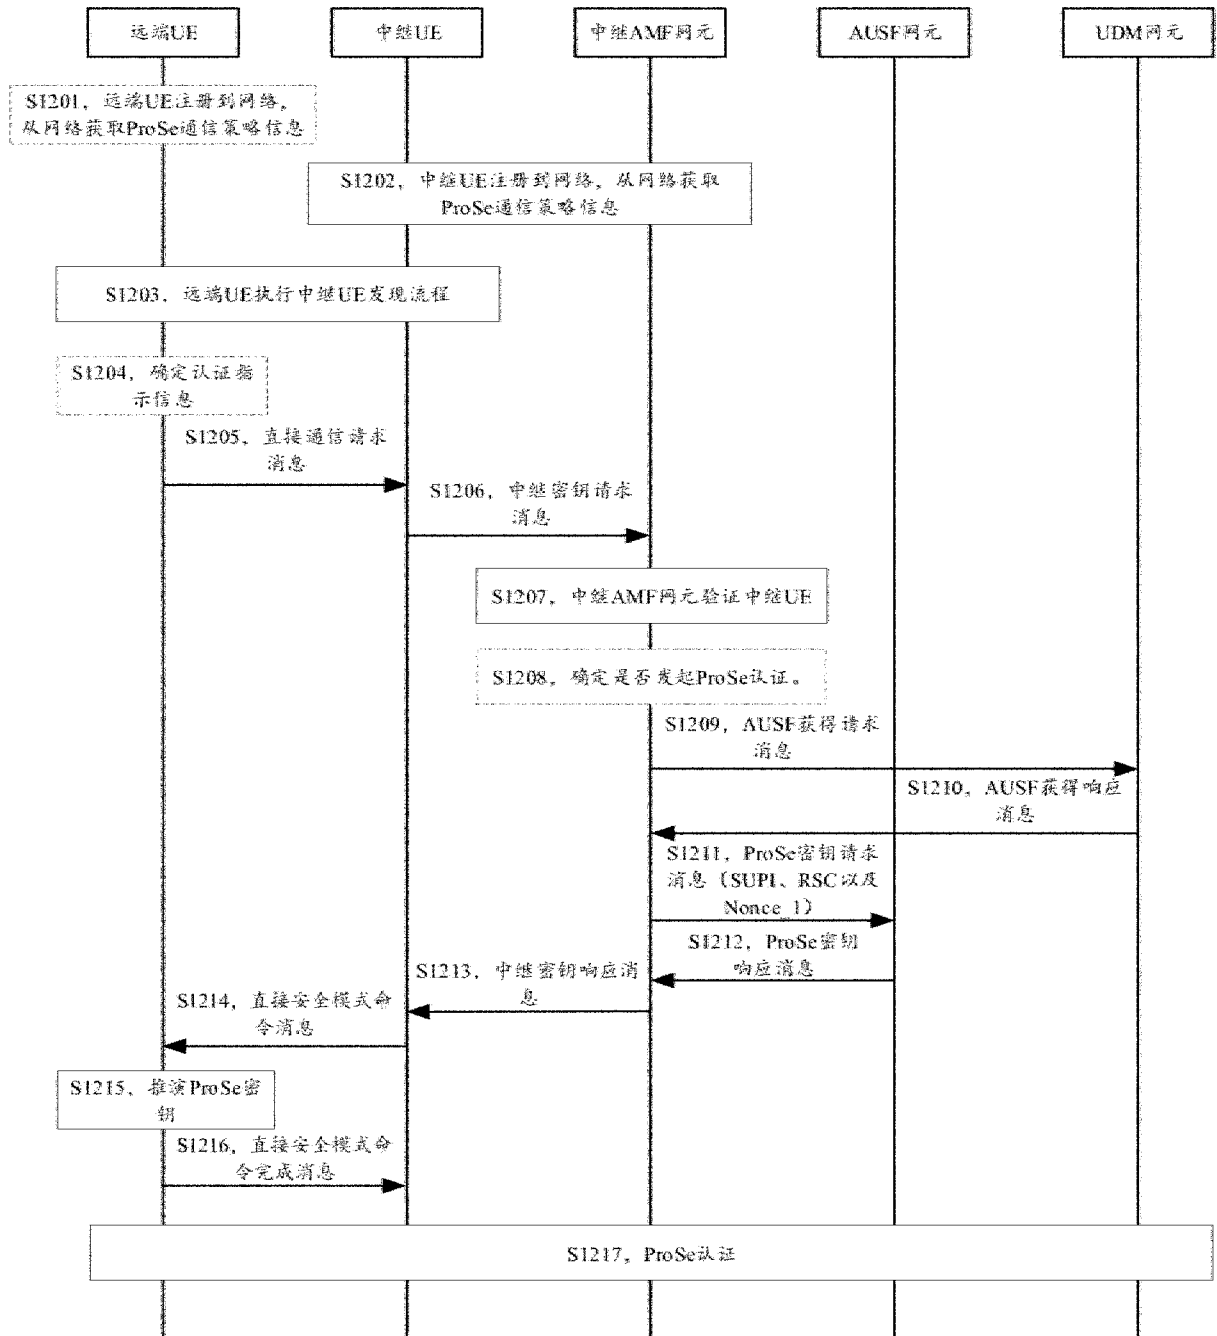 远端UE
中继UE
中继AMF网元
AUSF网元
UDM网元
S1201，远端UE注册到网络，
从网络获取ProSe通信策略信息
S1202，中继UE注册到网络，从网络获取
ProSe通信策略信息
S1203，远端UE执行中继UE发现流程
S1204，确定认证指
示信息
S1205，直接通信请求
消息
S1206，中继密钥请求
消息
S1207，中继AMF网元验证中继UE
S1208，确定是否发起ProSe认证。
S1209，AUSF获得请求
消息
S1210，AUSF获得响应
消息
S1211，ProSe密钥请求
消息（SUPI、RSC以及
Nonce_1）
S1212，ProSe密钥
响应消息
S1213，中继密钥响应消
息
S1214，直接安全模式命
令消息
S1215，推演ProSe密
钥
S1216，直接安全模式命
令完成消息
S1217，ProSe认证